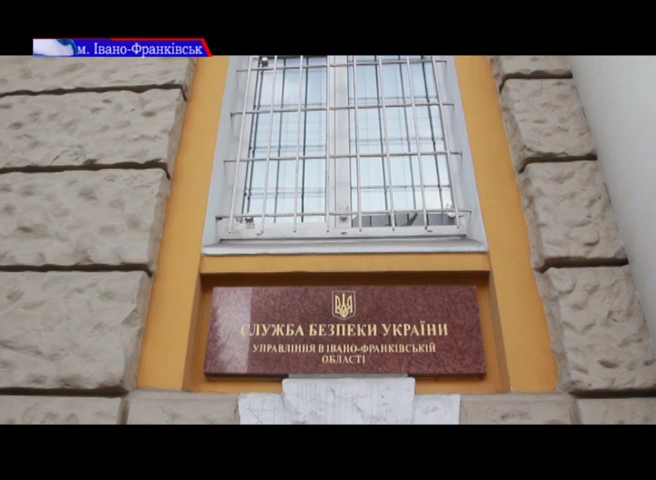 м. Івано-Франківськ
СЛУЖБА БЕЗПЕКИ УКРАЇНИ
УПРАВЛІННЯ В ІВАНО-ФРАНКІВСЬКІЙ
ОБЛАСТІ